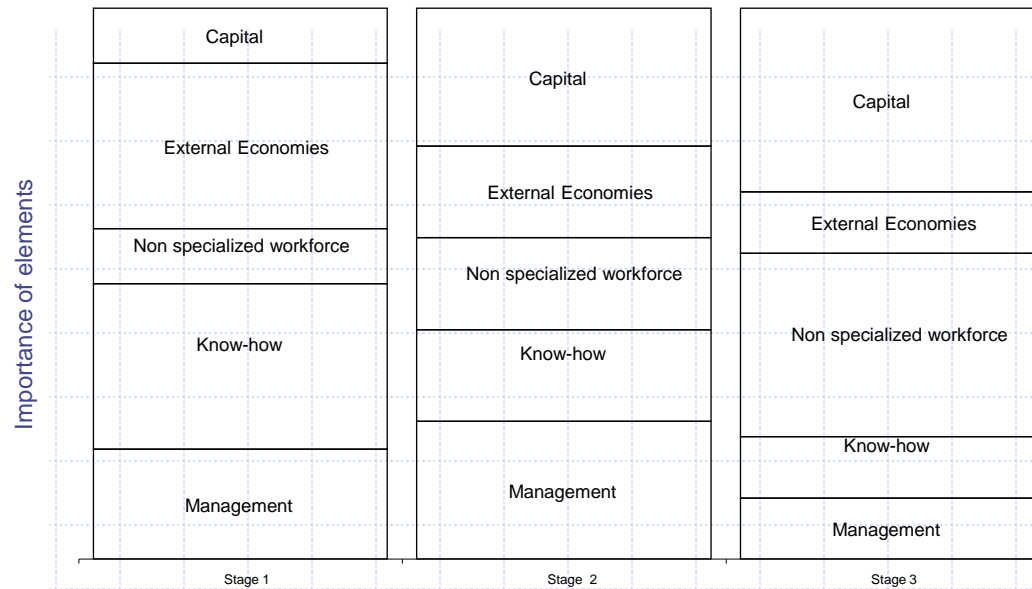 Importance of elements
Capital
External Economies
Non specialized workforce
Know-how
Management
Stage 1
Capital
External Economies
Non specialized workforce
Know-how
Management
Stage 2
Capital
External Economies
Non specialized workforce
Know-how
Management
Stage 3